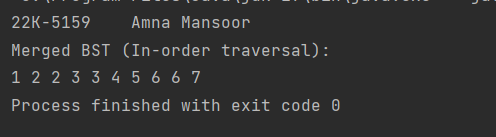 22K-5159    Amna Mansoor
Merged BST (In-order traversal):
1 2 2 3 3 4 5 6 6 7
Process finished with exit code 0